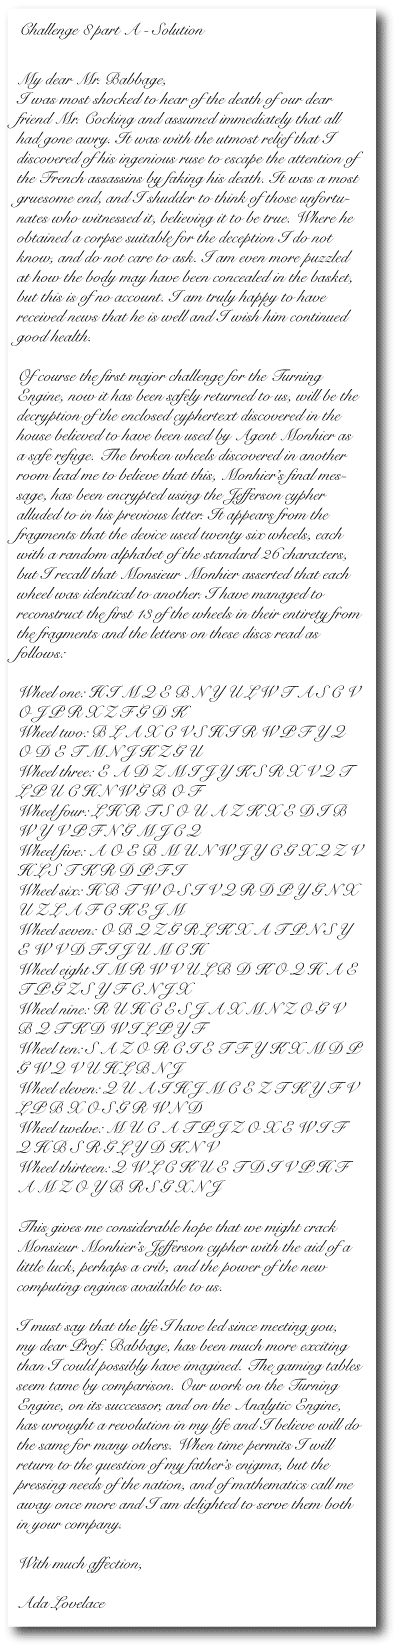 Challenge 8 part A - Solution
My dear Mr. Babbage,
I was most shocked to hear of the death of our dear
friend Mr. Cocking and assumed immediately that all
had gone awry. It was with the utmost relief that I
discovered of his ingenious ruse to escape the attention of
the French assassins by faking his death. It was a most
gruesome end, and I shudder to think of those unfortu-
nates who witnessed it, believing it to be true. Where he
obtained a corpse suitable for the deception I do not
know, and do not care to ask. I am even more puzzled
at how the body may have been concealed in the basket,
but this is of no account. I am truly happy to have
received news that he is well and I wish him continued
good health.
Of course the first major challenge for the Turning
Engine, now it has been safely returned to us, will be the
decryption of the enclosed cyphertext discovered in the
house believed to have been used by Agent Monhier as
a safe refuge. The broken wheels discovered in another
room lead me to believe that this, Monhier's final mes-
sage, has been encrypted using the Jefferson cypher
alluded to in his previous letter. It appears from the
fragments that the device used twenty six wheels, each
with a random alphabet of the standard 26 characters,
but I recall that Monsieur Monhier asserted that each
wheel was identical to another. I have managed to
reconstruct the first 13 of the wheels in their entirety from
the fragments and the letters on these discs read as
follows:
Wheel one: H I M Q E B N Y U L W T A S C V
O J P R X Z F G D K
Wheel two: B L A X C V S H I R W P F Y Q
O D E T M N J K Z G U
Wheel three: E A D Z M I J Y K S R X V Q T
L P U C H N W G B O F
Wheel four: L H R T S O U A Z K X E D I B
W Y V P F N G M J C Q
Wheel five: A O E B M U N W J Y C G X Q Z V
H L S T K R D P F I
Wheel six: H B T W O S I V Q R D P Y G N X
U Z L A F C K E J M
Wheel seven: O B Q Z G R L K X A T P N S Y
E W V D F I J U M C H
Wheel eight I M R W V U L B D K O Q H A E
T P G Z S Y F C N J X
Wheel nine: R U H C E S J A X M N Z O G V
B Q T K D W I L P Y F
Wheel ten: S A Z O R C I E T F Y K X M D P
G W Q V U H L B N J
Wheel eleven: Q U A I H J M C E Z T K Y F V
L P B X O S G R W N D
Wheel twelve: M U C A T P J Z O X E W I F
Q H B S R G L Y D K N V
Wheel thirteen: Q W L C K U E T D I V P H F
A M Z O Y B R S G X N J
This gives me considerable hope that we might crack
Monsieur Monhier's Jefferson cypher with the aid of a
little luck, perhaps a crib, and the power of the new
computing engines available to us.
I must say that the life I have led since meeting you,
my dear Prof. Babbage, has been much more exciting
than I could possibly have imagined. The gaming tables
seem tame by comparison. Our work on the Turning
Engine, on its successor, and on the Analytic Engine,
has wrought a revolution in my life and I believe will do
the same for many others. When time permits I will
return to the question of my father's enigma, but the
pressing needs of the nation, and of mathematics call me
away once more and I am delighted to serve them both
in your company.
With much affection,
Ada Lovelace